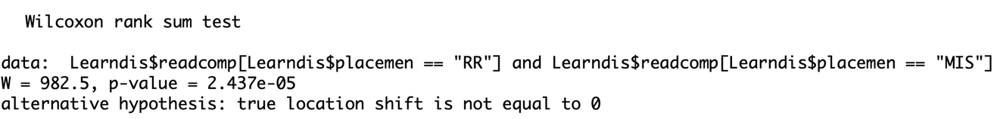 Wilcoxon rank sum test
data:  Learndis$readcomp[Learndis$placemen == "RR"] and Learndis$readcomp[Learndis$placemen == "MIS"]
W = 982.5, p-value = 2.437e-05
alternative hypothesis: true location shift is not equal to 0